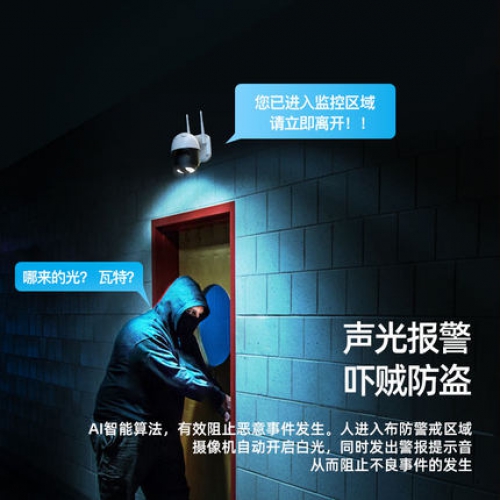 您已进入监控区域
请立即离开！！
哪来的光？ 瓦特？
声光报警
吓贼防盗
AI智能算法，有效阻止恶意事件发生。人进入布防警戒区域
摄像机自动开启白光，同时发出警报提示音
从而阻止不良事件的发生